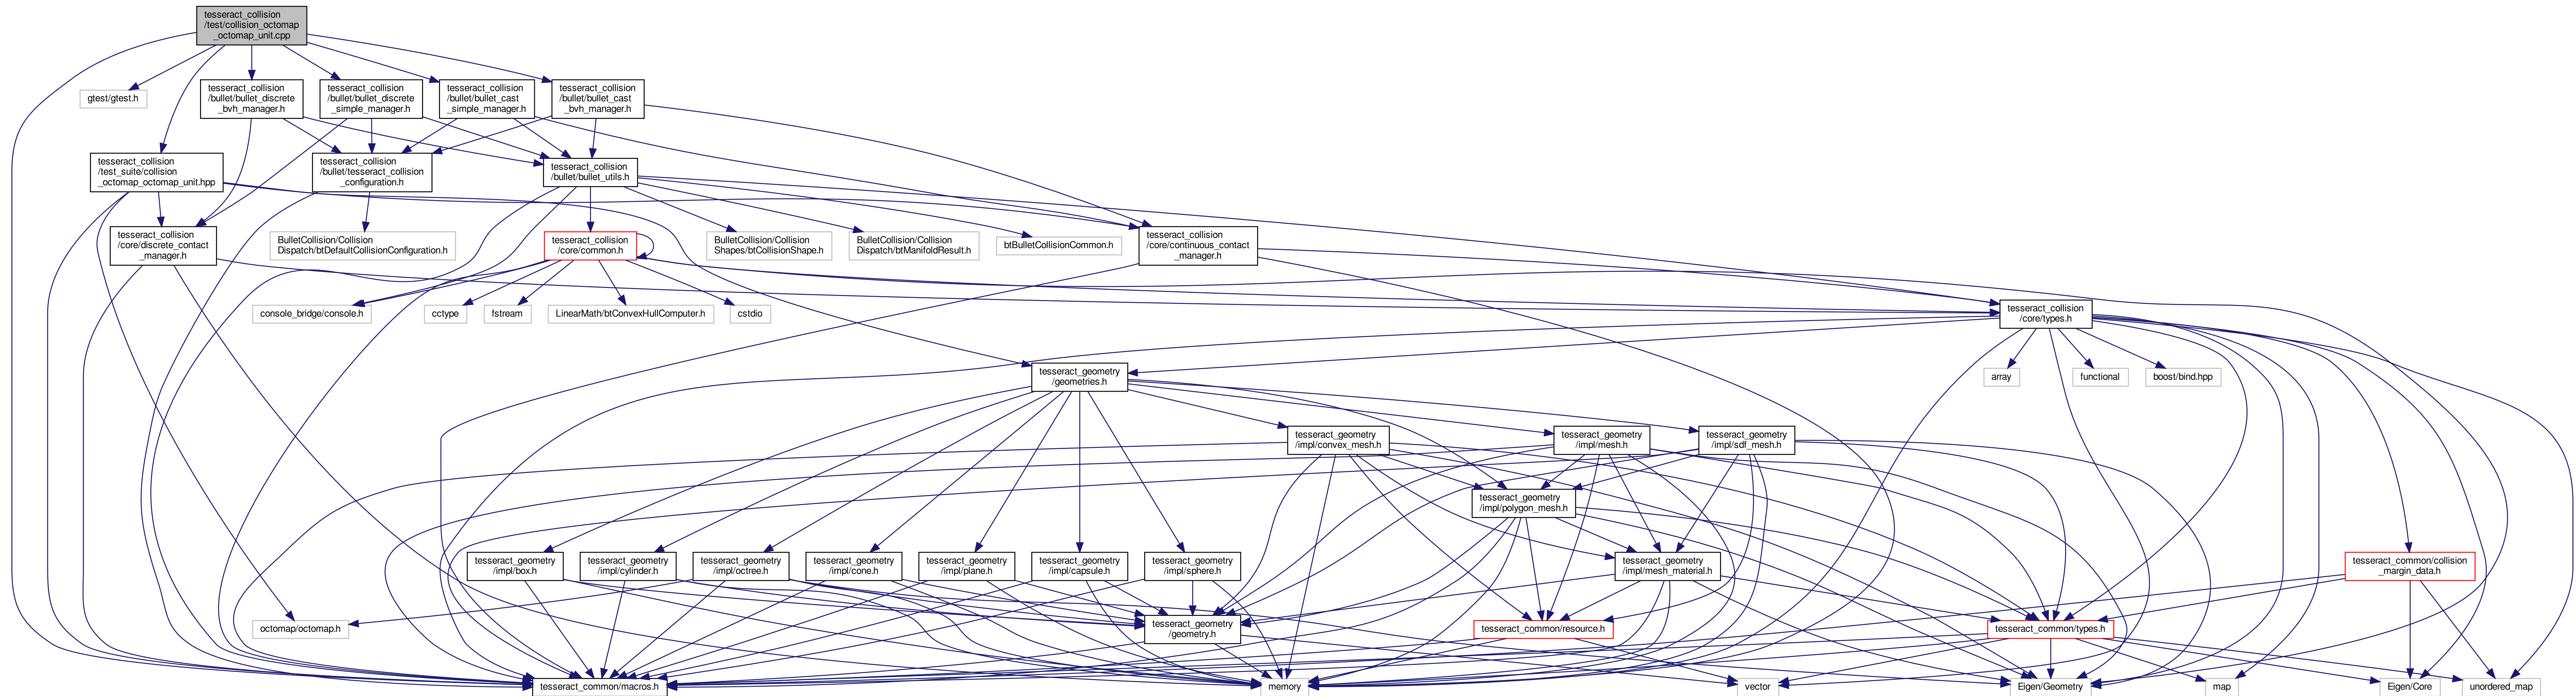 tesseract_collision
/test/collision_octomap
_octomap_unit.cpp
gtest/gtest.h
tesseract_collision
/bullet/bullet_discrete
_bvh_manager.h
tesseract_collision
/bullet/bullet_discrete
_simple_manager.h
tesseract_collision
/bullet/bullet_cast
_simple_manager.h
tesseract_collision
/bullet/bullet_cast
_bvh_manager.h
tesseract_collision
/test_suite/collision
_octomap_octomap_unit.hpp
tesseract_collision
/bullet/tesseract_collision
_configuration.h
tesseract_collision
/bullet/bullet_utils.h
tesseract_collision
/core/discrete_contact
_manager.h
BulletCollision/Collision
Dispatch/btDefaultCollisionConfiguration.h
tesseract_collision
/core/common.h
BulletCollision/Collision
Shapes/btCollisionShape.h
BulletCollision/Collision
Dispatch/btManifoldResult.h
btBulletCollisionCommon.h
tesseract_collision
/core/continuous_contact
_manager.h
console_bridge/console.h
cctype
fstream
LinearMath/btConvexHullComputer.h
cstdio
tesseract_collision
/core/types.h
tesseract_geometry
/geometries.h
array
functional
boost/bind.hpp
tesseract_geometry
/impl/convex_mesh.h
tesseract_geometry
/impl/mesh.h
tesseract_geometry
/impl/sdf_mesh.h
tesseract_geometry
/impl/polygon_mesh.h
tesseract_geometry
/impl/box.h
tesseract_geometry
/impl/cylinder.h
tesseract_geometry
/impl/octree.h
tesseract_geometry
/impl/cone.h
tesseract_geometry
/impl/plane.h
tesseract_geometry
/impl/capsule.h
tesseract_geometry
/impl/sphere.h
tesseract_geometry
/impl/mesh_material.h
tesseract_common/collision
_margin_data.h
octomap/octomap.h
tesseract_geometry
/geometry.h
tesseract_common/resource.h
tesseract_common/types.h
tesseract_common/macros.h
memory
vector
Eigen/Geometry
map
Eigen/Core
unordered_map